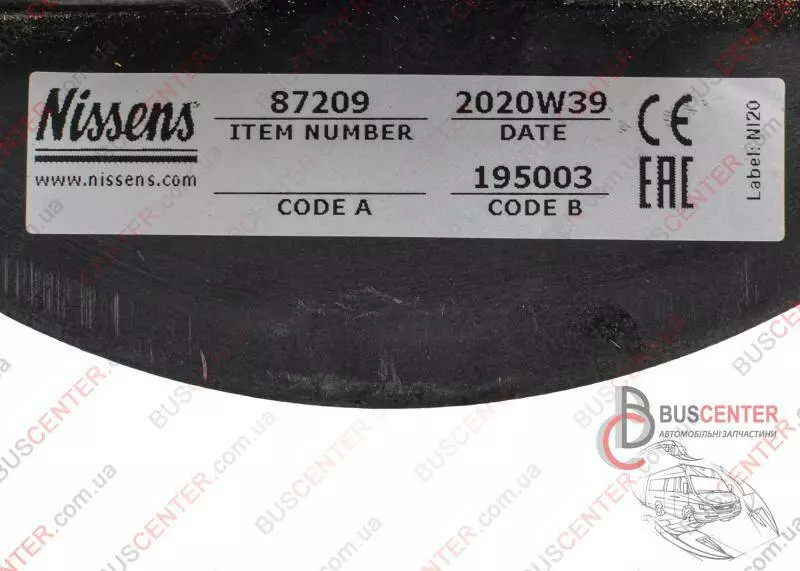 Nissens
www.nissens.com
87209
ITEM NUMBER
2020W39
DATE
CODE A
195003
CODE B
CE
EAC
Label: NI20
BUSCENTER
АВТОМОБІЛЬНІ ЗАПЧАСТИНИ
BUSCENTER.com.ua